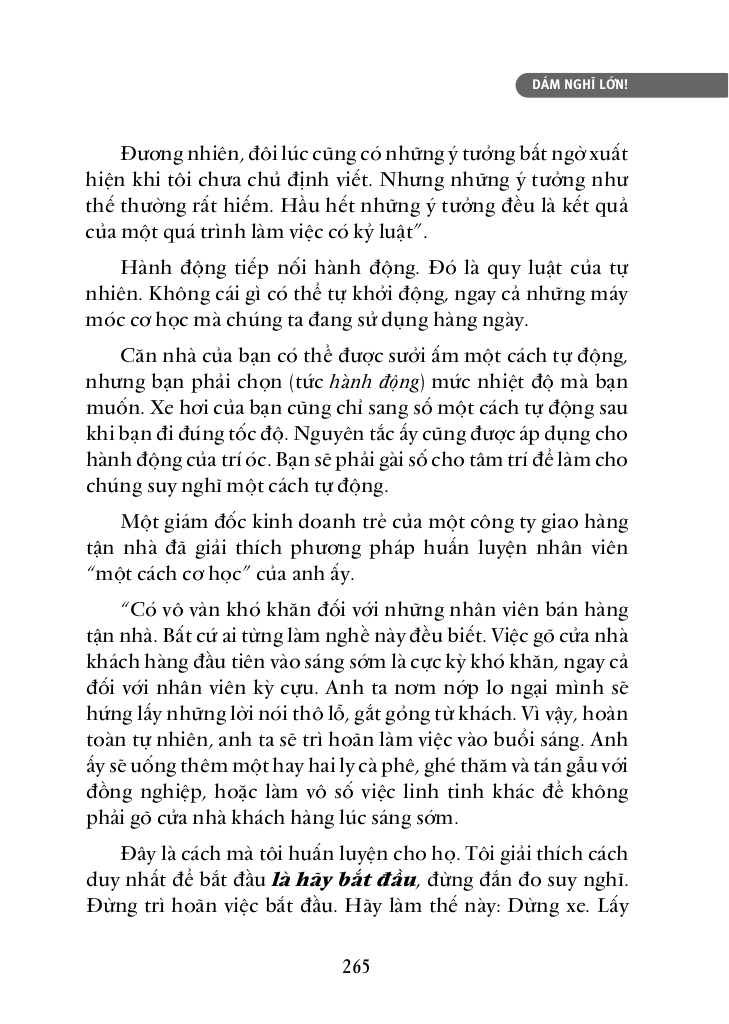 DÁM NGHĨ LỚN!
Đương nhiên, đôi lúc cũng có những ý tưởng bất ngờ xuất
hiện khi tôi chưa chủ định viết. Nhưng những ý tưởng như
thế thường rất hiếm. Hầu hết những ý tưởng đều là kết quả
của một quá trình làm việc có kỷ luật”.
Hành động tiếp nối hành động. Đó là quy luật của tự
nhiên. Không cái gì có thể tự khởi động, ngay cả những máy
móc cơ học mà chúng ta đang sử dụng hàng ngày.
Căn nhà của bạn có thể được sưởi ấm một cách tự động,
nhưng bạn phải chọn (tức hành động) mức nhiệt độ mà bạn
muốn. Xe hơi của bạn cũng chỉ sang số một cách tự động sau
khi bạn đi đúng tốc độ. Nguyên tắc ấy cũng được áp dụng cho
hành động của trí óc. Bạn sẽ phải gài số cho tâm trí để làm cho
chúng suy nghĩ một cách tự động.
Một giám đốc kinh doanh trẻ của một công ty giao hàng
tận nhà đã giải thích phương pháp huấn luyện nhân viên
“một cách cơ học” của anh ấy.
“Có vô vàn khó khăn đối với những nhân viên bán hàng
tận nhà. Bất cứ ai từng làm nghề này đều biết. Việc gõ cửa nhà
khách hàng đầu tiên vào sáng sớm là cực kỳ khó khăn, ngay cả
đối với nhân viên kỳ cựu. Anh ta nơm nớp lo ngại mình sẽ
hứng lấy những lời nói thô lỗ, gắt gỏng từ khách. Vì vậy, hoàn
toàn tự nhiên, anh ta sẽ trì hoãn làm việc vào buổi sáng. Anh
ấy sẽ uống thêm một hay hai ly cà phê, ghé thăm và tán gẫu với
đồng nghiệp, hoặc làm vô số việc linh tinh khác để không
phải gõ cửa nhà khách hàng lúc sáng sớm.
Đây là cách mà tôi huấn luyện cho họ. Tôi giải thích cách
duy nhất để bắt đầu là hãy bắt đầu, đừng đắn đo suy nghĩ.
Đừng trì hoãn việc bắt đầu. Hãy làm thế này: Dừng xe. Lấy
265